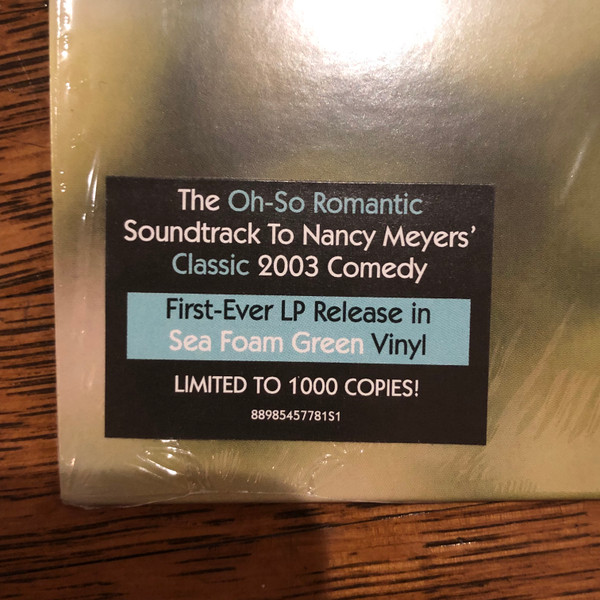 The Oh-So Romantic
Soundtrack To Nancy Meyers'
Classic 2003 Comedy
First-Ever LP Release in
Sea Foam Green Vinyl
LIMITED TO 1000 COPIES!
88985457781S1